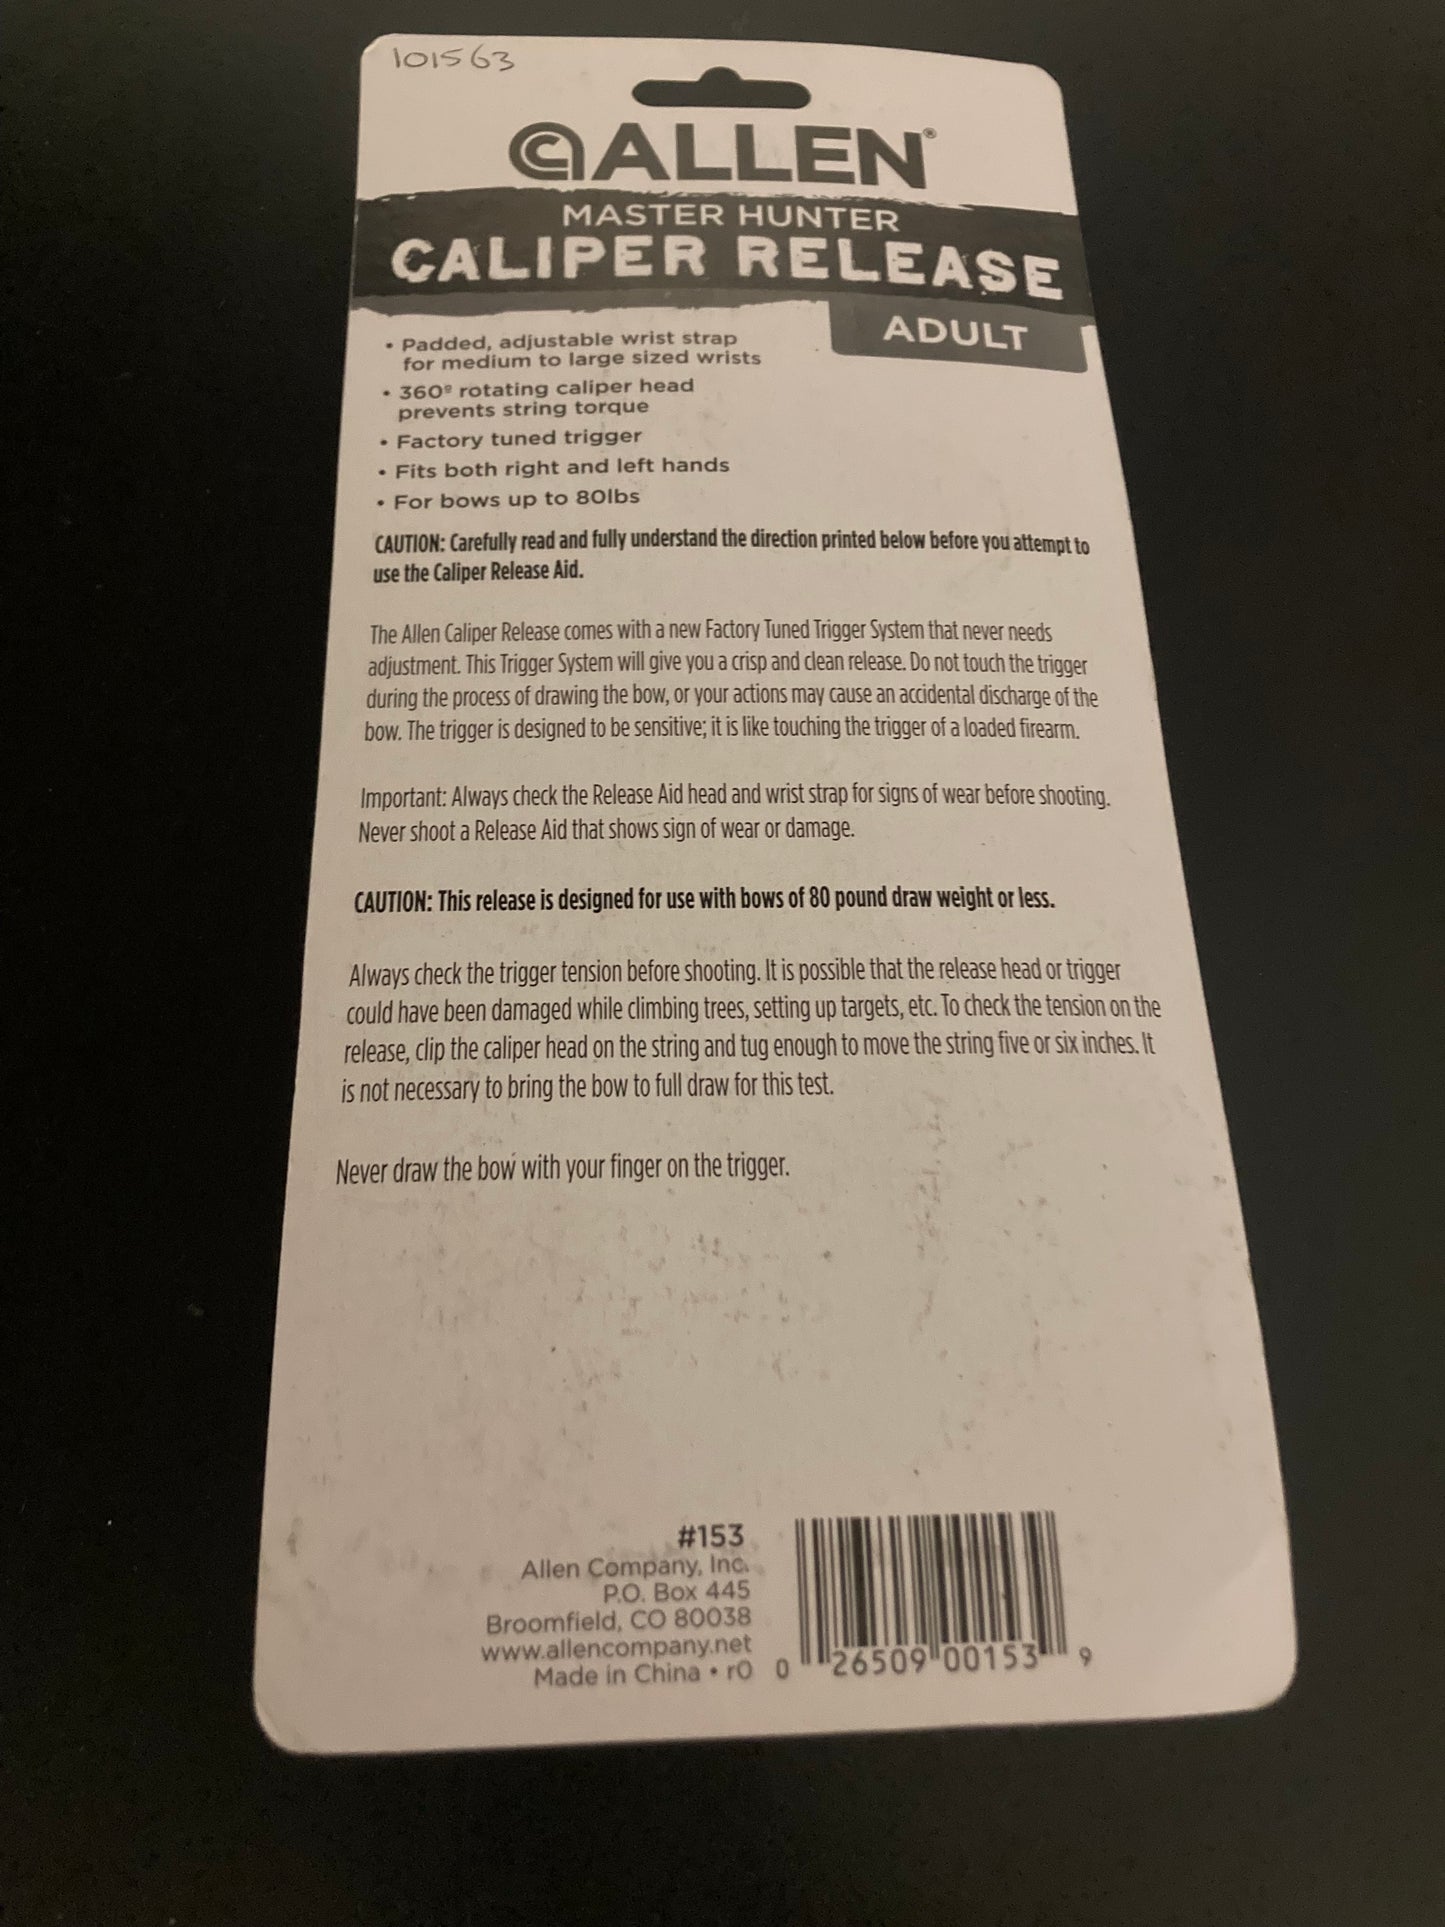 101563
ALLEN®
MASTER HUNTER
CALIPER RELEASE
ADULT
• Padded, adjustable wrist strap
for medium to large sized wrists
• 360º rotating caliper head
prevents string torque
• Factory tuned trigger
• Fits both right and left hands
• For bows up to 80lbs
CAUTION: Carefully read and fully understand the direction printed below before you attempt to
use the Caliper Release Aid.
The Allen Caliper Release comes with a new Factory Tuned Trigger System that never needs
adjustment. This Trigger System will give you a crisp and clean release. Do not touch the trigger
during the process of drawing the bow, or your actions may cause an accidental discharge of the
bow. The trigger is designed to be sensitive; it is like touching the trigger of a loaded firearm.
Important: Always check the Release Aid head and wrist strap for signs of wear before shooting.
Never shoot a Release Aid that shows sign of wear or damage.
CAUTION: This release is designed for use with bows of 80 pound draw weight or less.
Always check the trigger tension before shooting. It is possible that the release head or trigger
could have been damaged while climbing trees, setting up targets, etc. To check the tension on the
release, clip the caliper head on the string and tug enough to move the string five or six inches. It
is not necessary to bring the bow to full draw for this test.
Never draw the bow with your finger on the trigger.
#153
Allen Company, Inc.
P.O. Box 445
Broomfield, CO 80038
www.allencompany.net
Made in China • r0
0 26509 00153 9